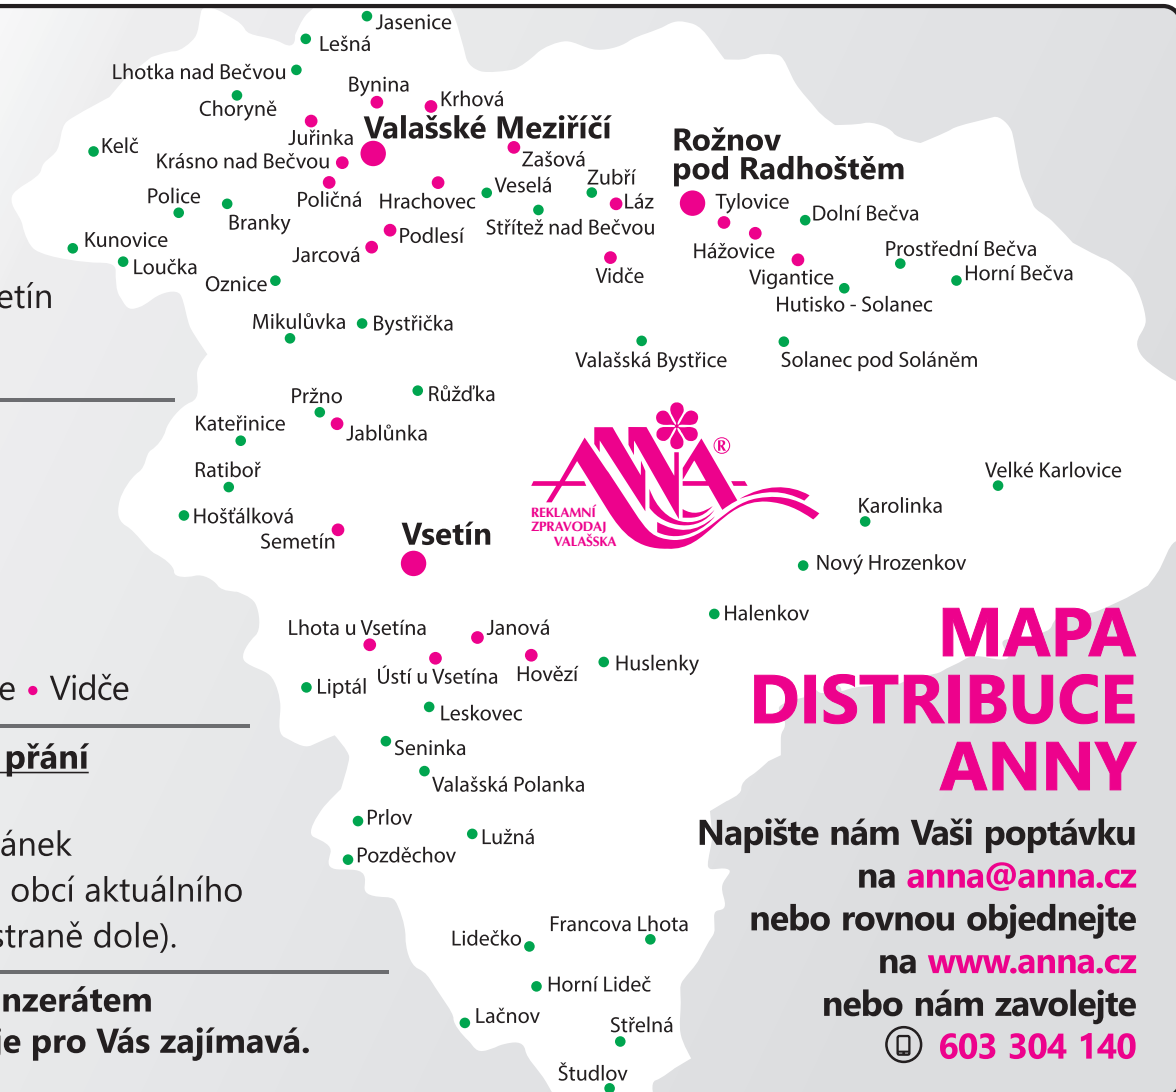 Jasenice
Lešná
Lhotka nad Bečvou
Bynina
Choryně
Krhová
Juřinka
Valašské Meziříčí
Kelč
Krásno nad Bečvou
Zašová
Rožnov
pod Radhoštěm
Police
Poličná
Hrachovec
Veselá
Zubří
Láz
Tylovice
Dolní Bečva
Branky
Střítež nad Bečvou
Kunovice
Podlesí
Jarcová
Hážovice
Prostřední Bečva
Loučka
Vidče
Vigantice
Horní Bečva
Oznice
etín
Hutisko - Solanec
Mikulůvka
Bystřička
Valašská Bystřice
Solanec pod Soláněm
Pržno
Růžďka
Kateřinice
Jablůnka
ANNA
®
Ratiboř
Velké Karlovice
REKLAMNÍ
ZPRAVODAJ
VALAŠSKA
Karolinka
Hošťálková
Semetín
Vsetín
Nový Hrozenkov
Halenkov
Lhota u Vsetína
Janová
Huslenky
Ústí u Vsetína
Hovězí
Liptál
e • Vidče
Leskovec
Seninka
přání
Valašská Polanka
Prlov
Lužná
ánek
Pozděchov
obcí aktuálního
straně dole).
Lidečko
Francova Lhota
Horní Lideč
nzerátem
Lačnov
Střelná
je pro Vás zajímavá.
Študlov
MAPA
DISTRIBUCE
ANNY
Napište nám Vaši poptávku
na anna@anna.cz
nebo rovnou objednejte
na www.anna.cz
nebo nám zavolejte
603 304 140